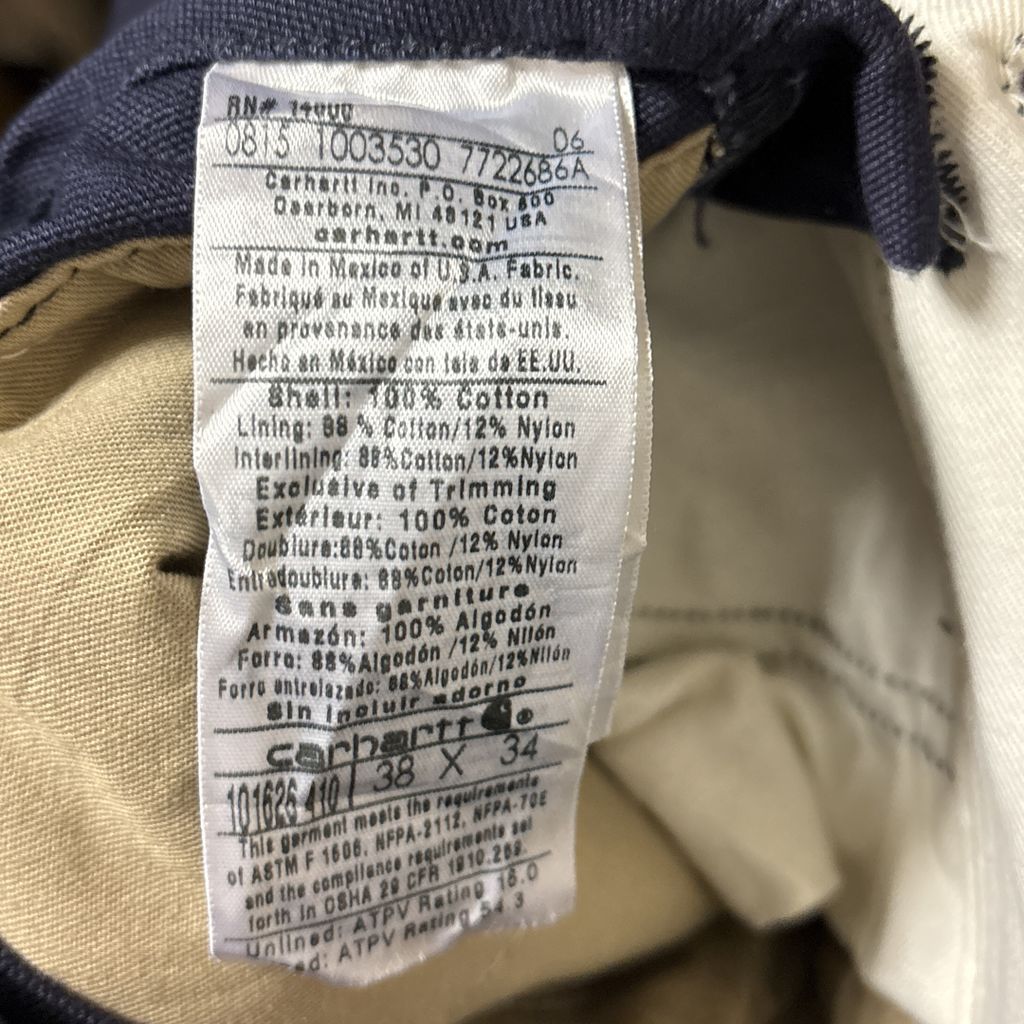 RN# 14806
06
0815 1003530 7722686A
Carhartt Inc. P.O. Box 600
Dearborn, MI 48121 USA
carhartt.com
Made in Mexico of U.S.A. Fabric.
Fabriqué au Mexique avec du tissu
en provenance des états-unis.
Hecho en México con tela de EE.UU.
Shell: 100% Cotton
Lining: 88 % Cotton/12% Nylon
Interlining: 88%Cotton/12%Nylon
Exclusive of Trimming
Extérieur: 100% Coton
Doublure:88%Coton /12% Nylon
Entredoublure: 88%Coton/12%Nylon
Sans garniture
Armazón: 100% Algodón
Forro: 88%Algodón /12% Nilón
Forro entrelazado: 88%Algodón/12%Nilón
Sin incluir adorno
carhartt ®
101626 410 38 X 34
This garment meets the requirements
of ASTM F 1506, NFPA-2112, NFPA-70E
and the compliance requirements set
forth in OSHA 29 CFR 1910.269.
Unlined: ATPV Rating 16.0
ed: ATPV Rating 54.3